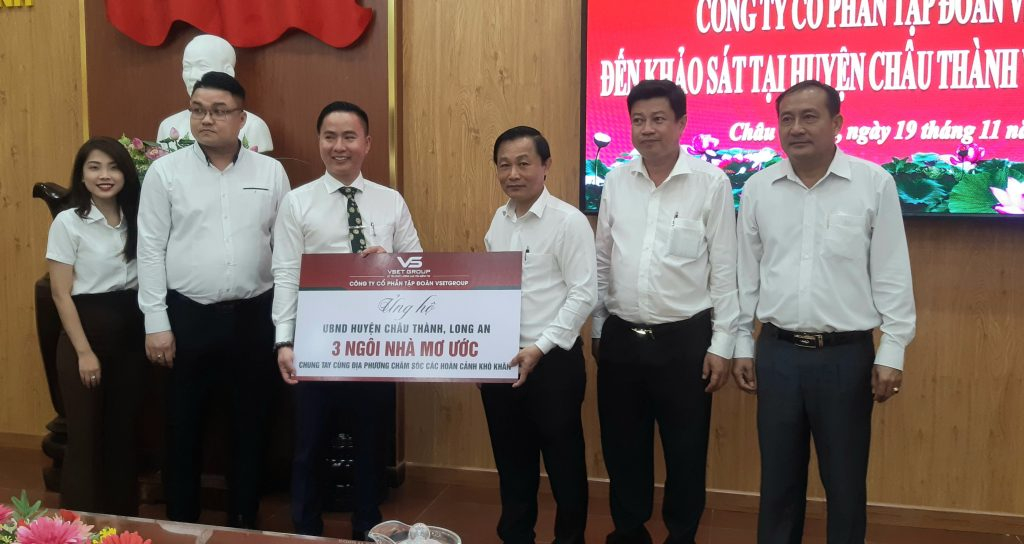 CÔNG TY CỔ PHẦN TẬP ĐOÀN V
ĐẾN KHẢO SÁT TẠI HUYỆN CHÂU THÀNH
Châu ngày 19 tháng 11
VS
VSET GROUP
CÔNG TY CỔ PHẦN TẬP ĐOÀN VSETGROUP
Ủng hộ
UBND HUYỆN CHÂU THÀNH, LONG AN
3 NGÔI NHÀ MƠ ƯỚC
CHUNG TAY CÙNG ĐỊA PHƯƠNG CHĂM SÓC CÁC HOÀN CẢNH KHÓ KHĂN